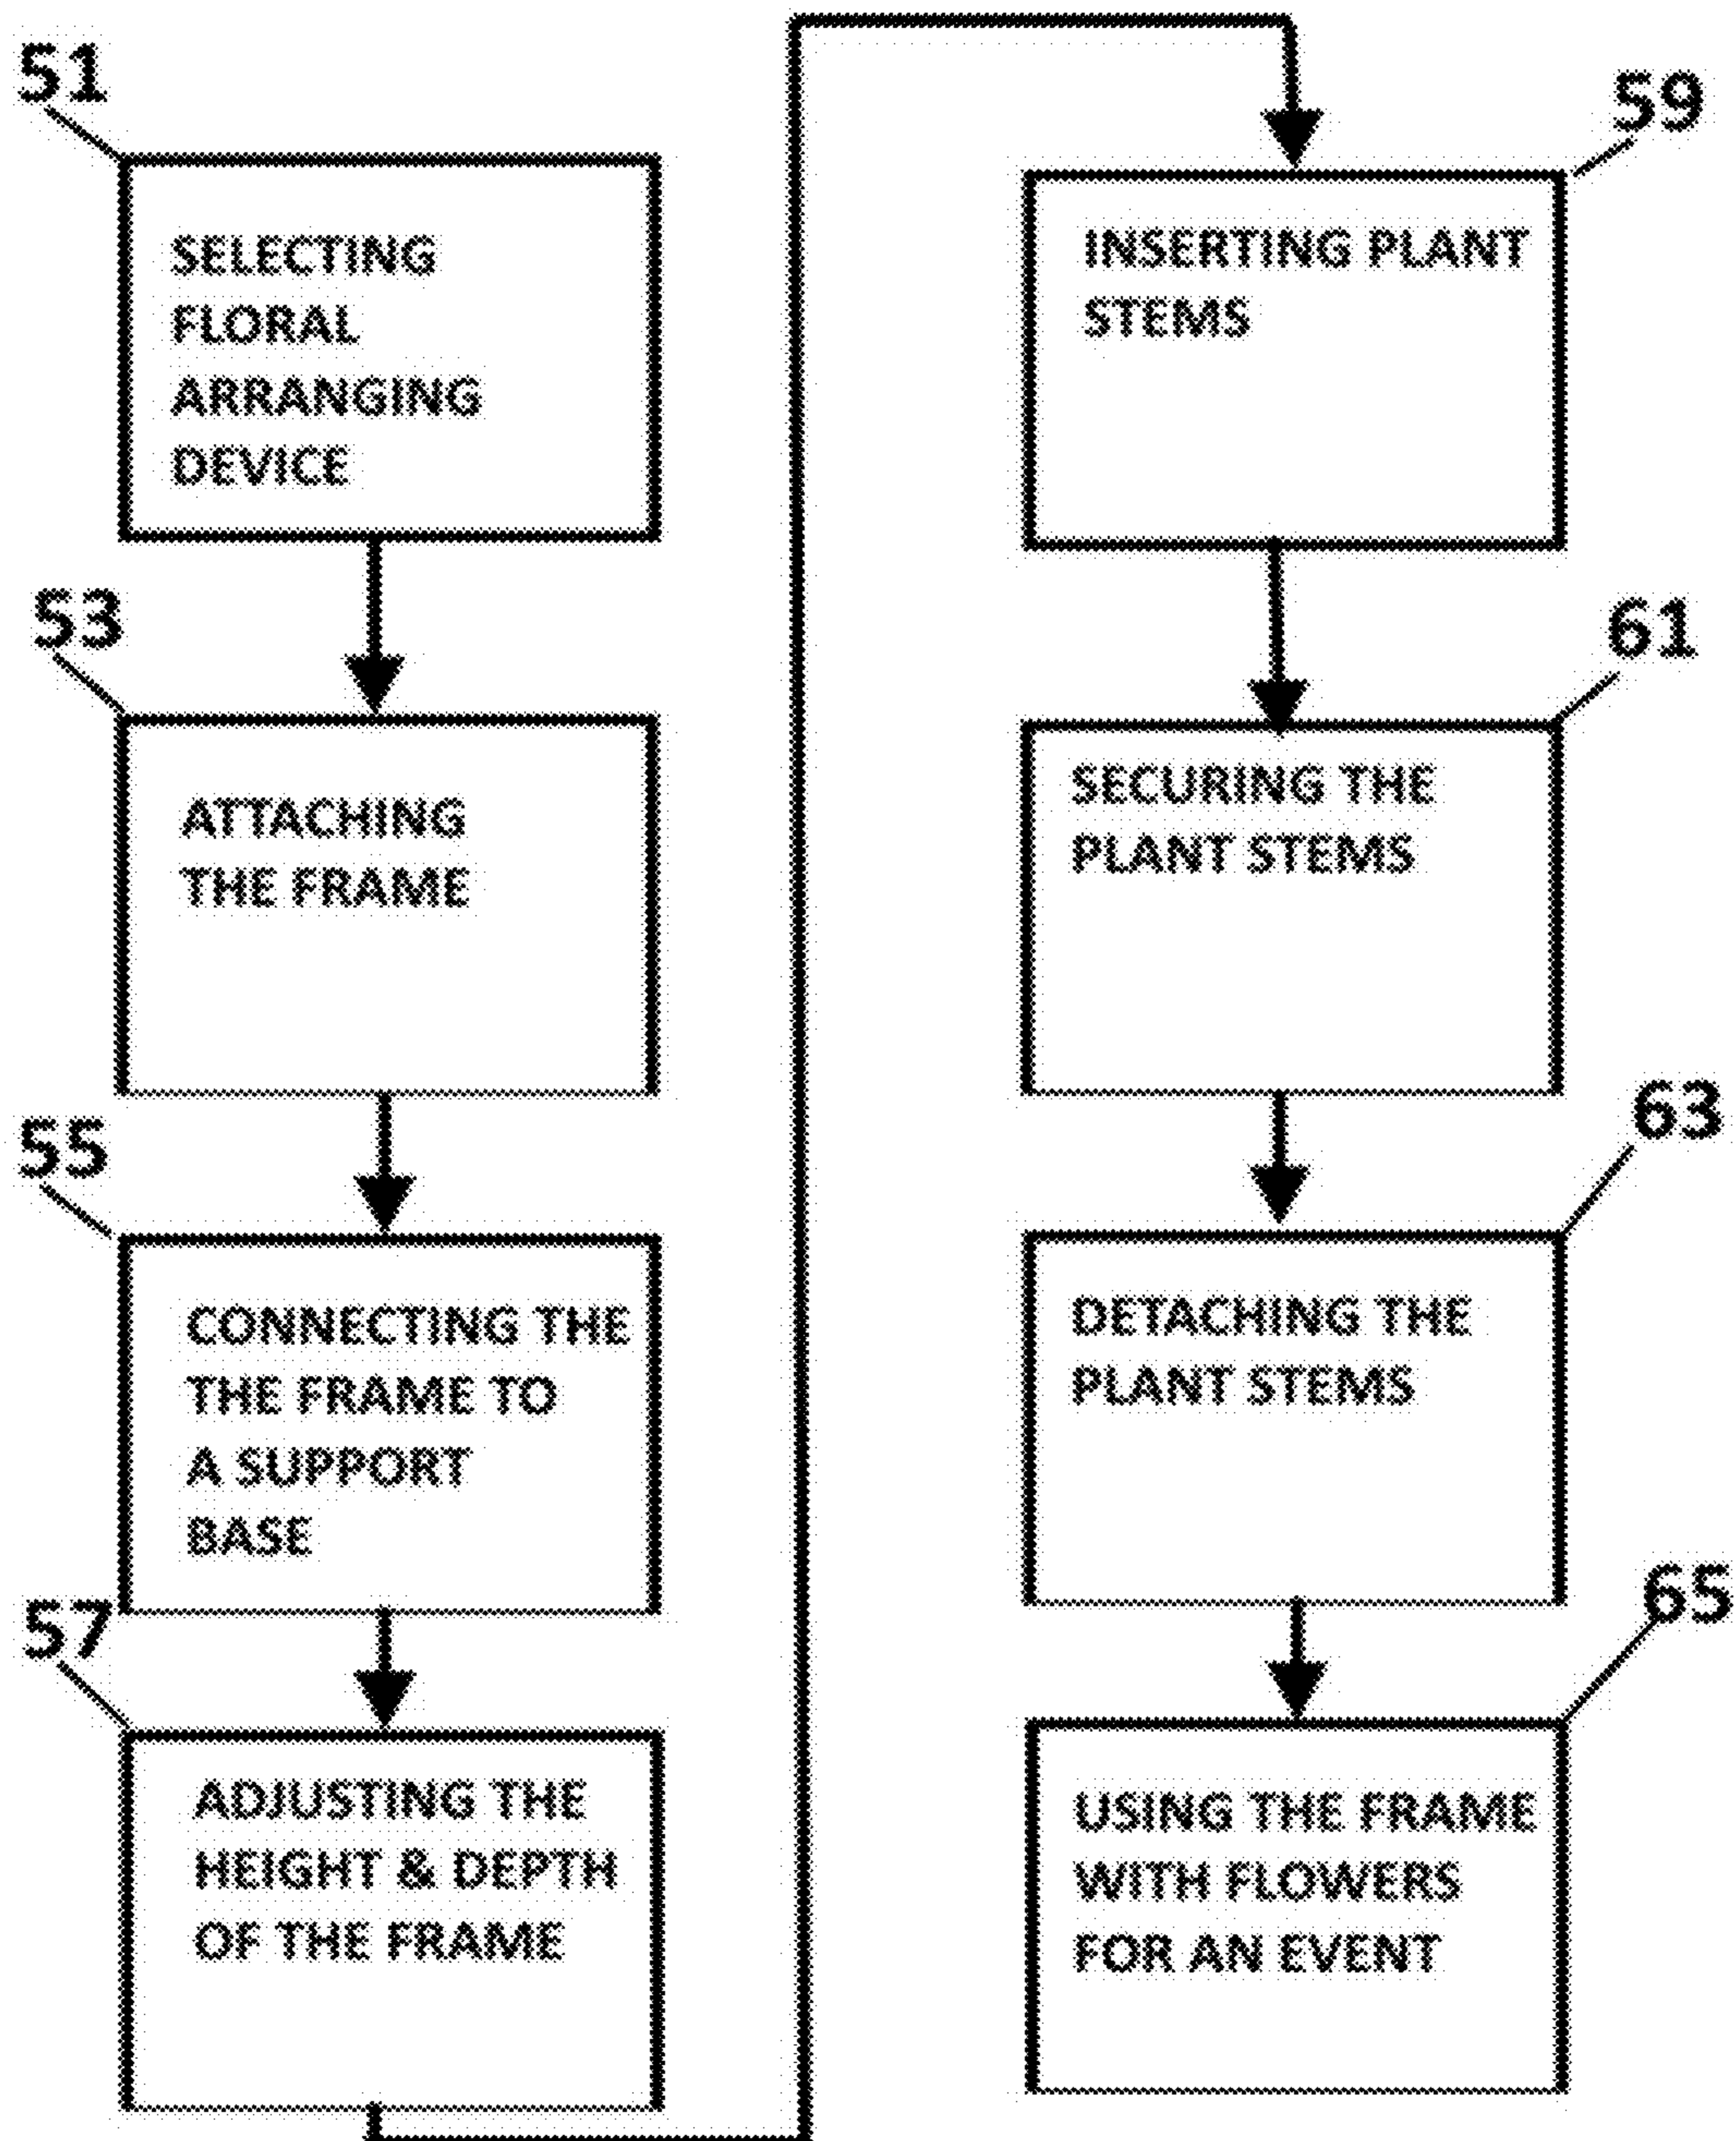 51
SELECTING
FLORAL
ARRANGING
DEVICE
53
ATTACHING
THE FRAME
55
CONNECTING THE
THE FRAME TO
A SUPPORT
BASE
57
ADJUSTING THE
HEIGHT & DEPTH
OF THE FRAME
59
INSERTING PLANT
STEMS
61
SECURING THE
PLANT STEMS
63
DETACHING THE
PLANT STEMS
65
USING THE FRAME
WITH FLOWERS
FOR AN EVENT